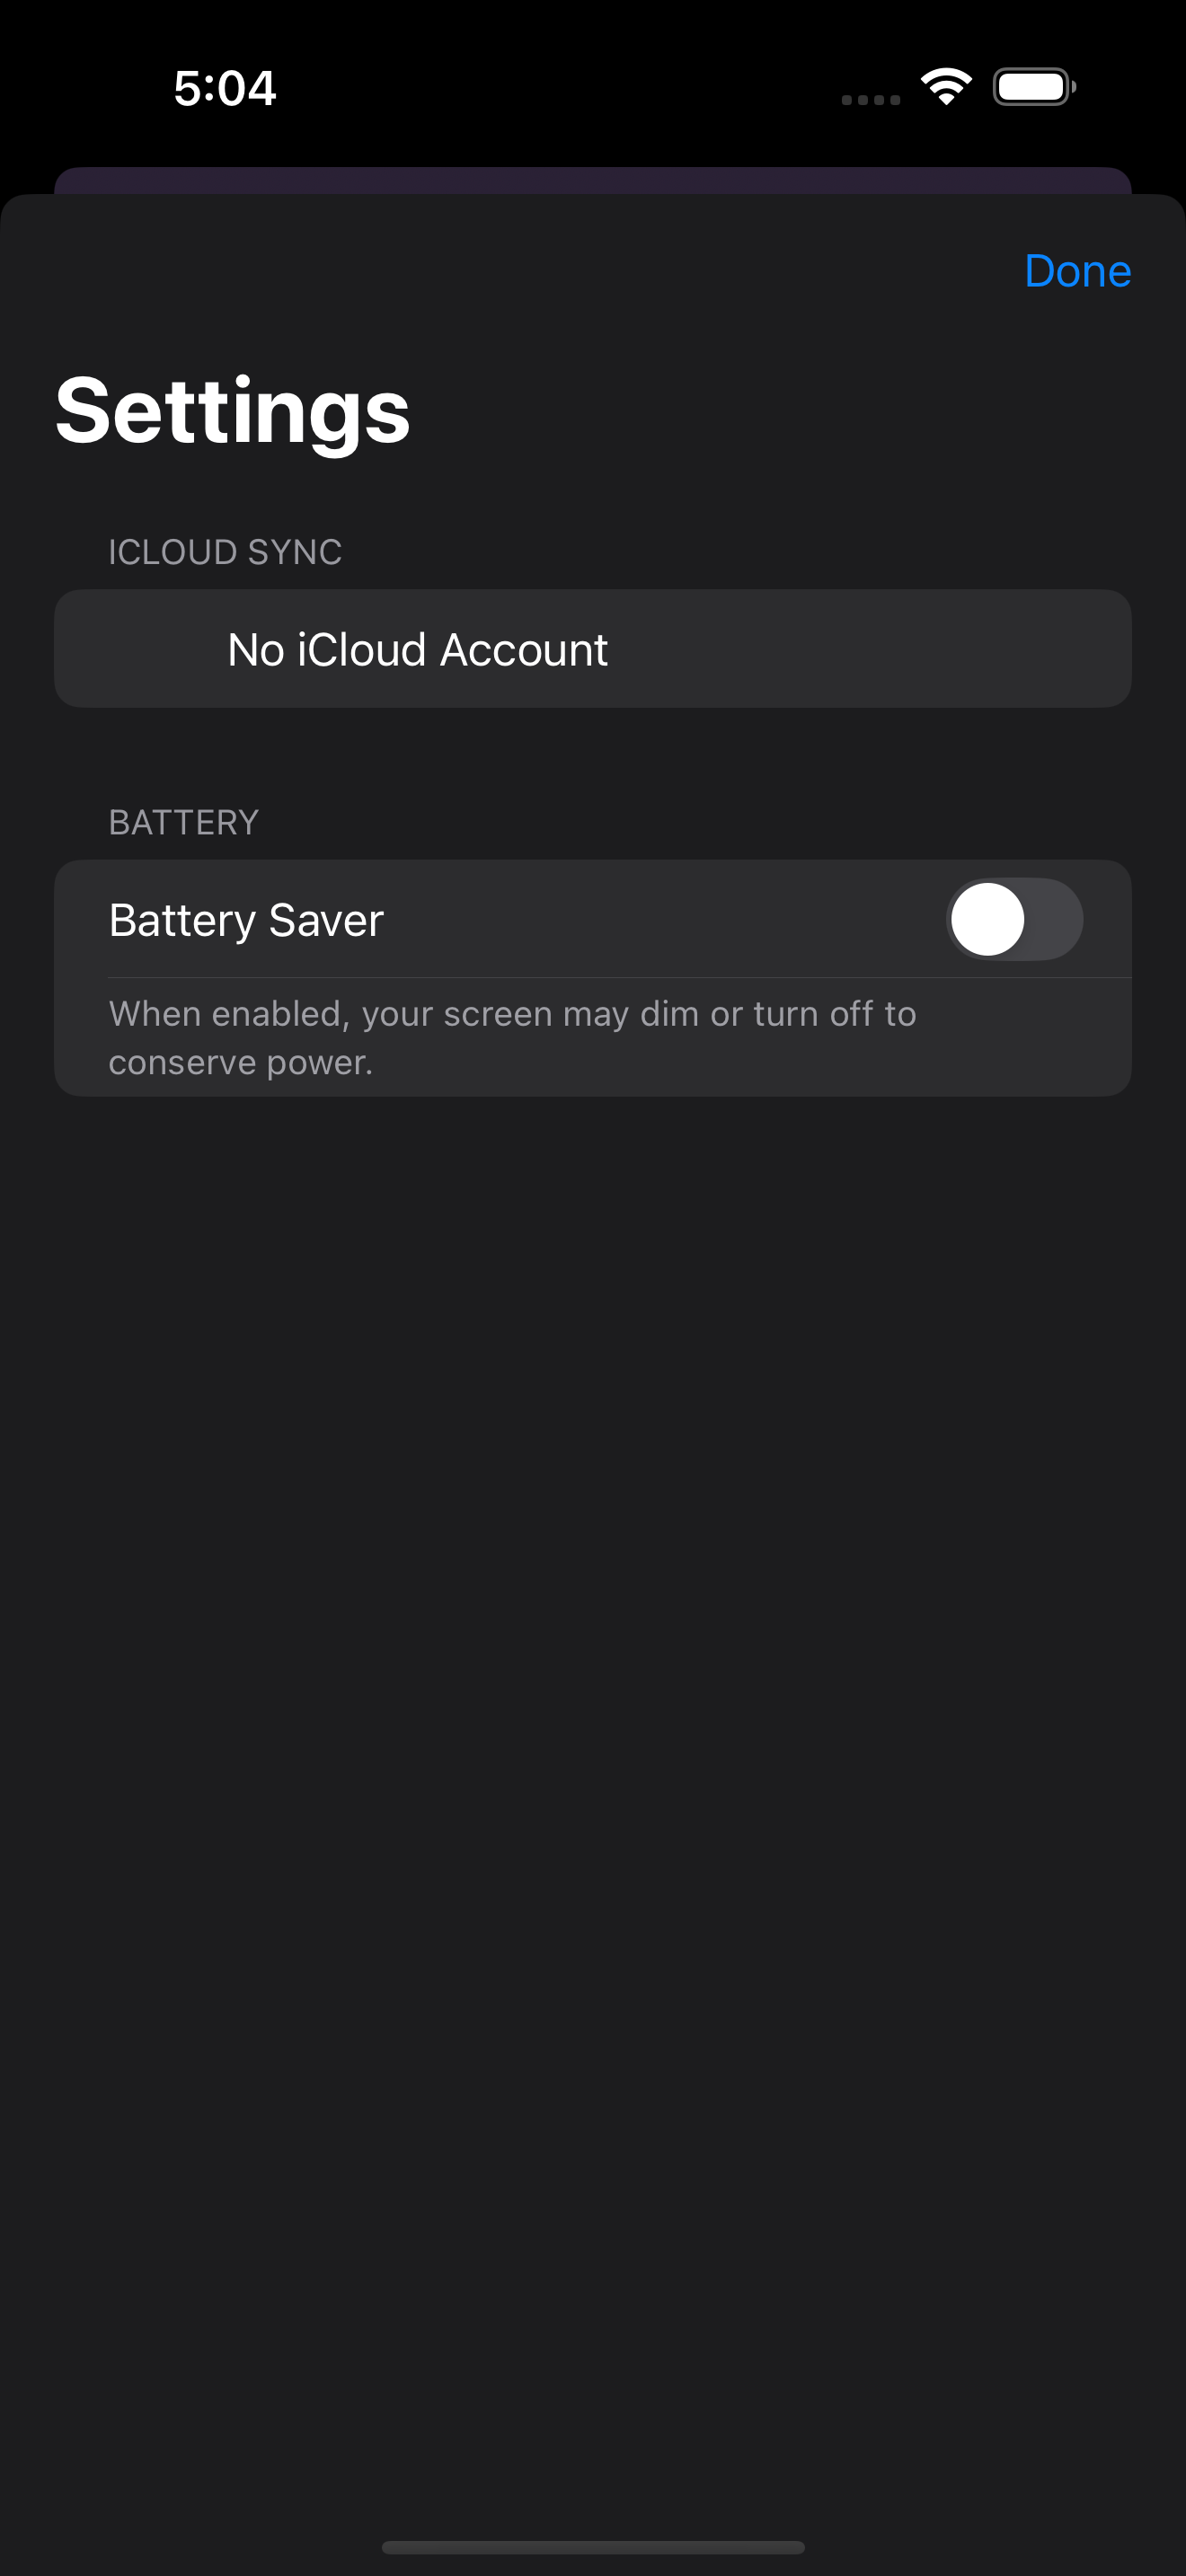 5:04
Done
Settings
ICLOUD SYNC
No iCloud Account
BATTERY
Battery Saver
When enabled, your screen may dim or turn off to
conserve power.